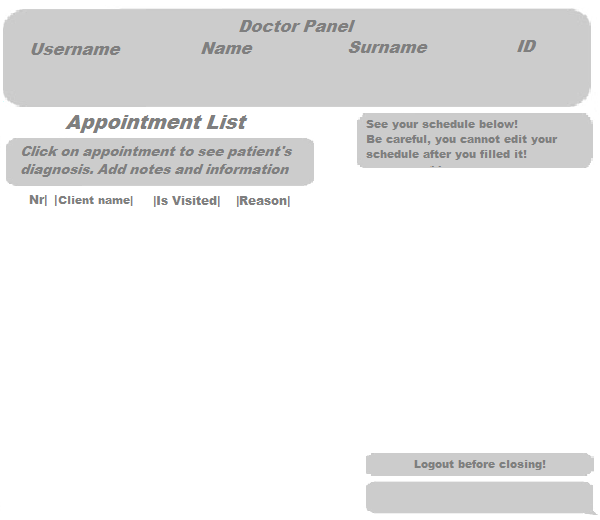 Doctor Panel
Username Name Surname ID
Appointment List
Click on appointment to see patient's
diagnosis. Add notes and information
Nr| |Client name| |Is Visited| |Reason|
See your schedule below!
Be careful, you cannot edit your
schedule after you filled it!
Logout before closing!